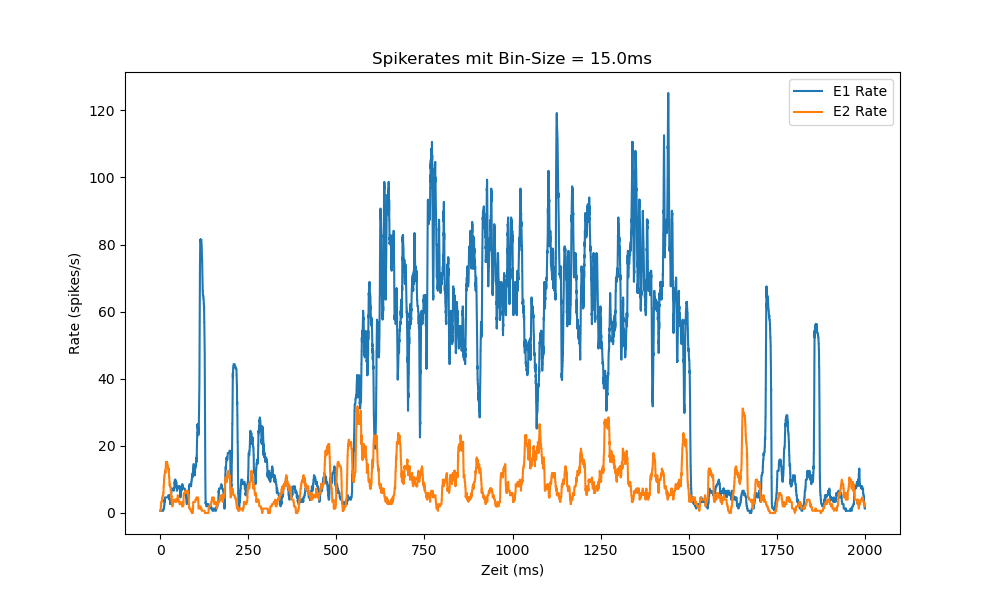 Spikerates mit Bin-Size = 15.0ms
E1 Rate
E2 Rate
120
100
80
60
40
20
0
Rate (spikes/s)
0 250 500 750 1000 1250 1500 1750 2000
Zeit (ms)